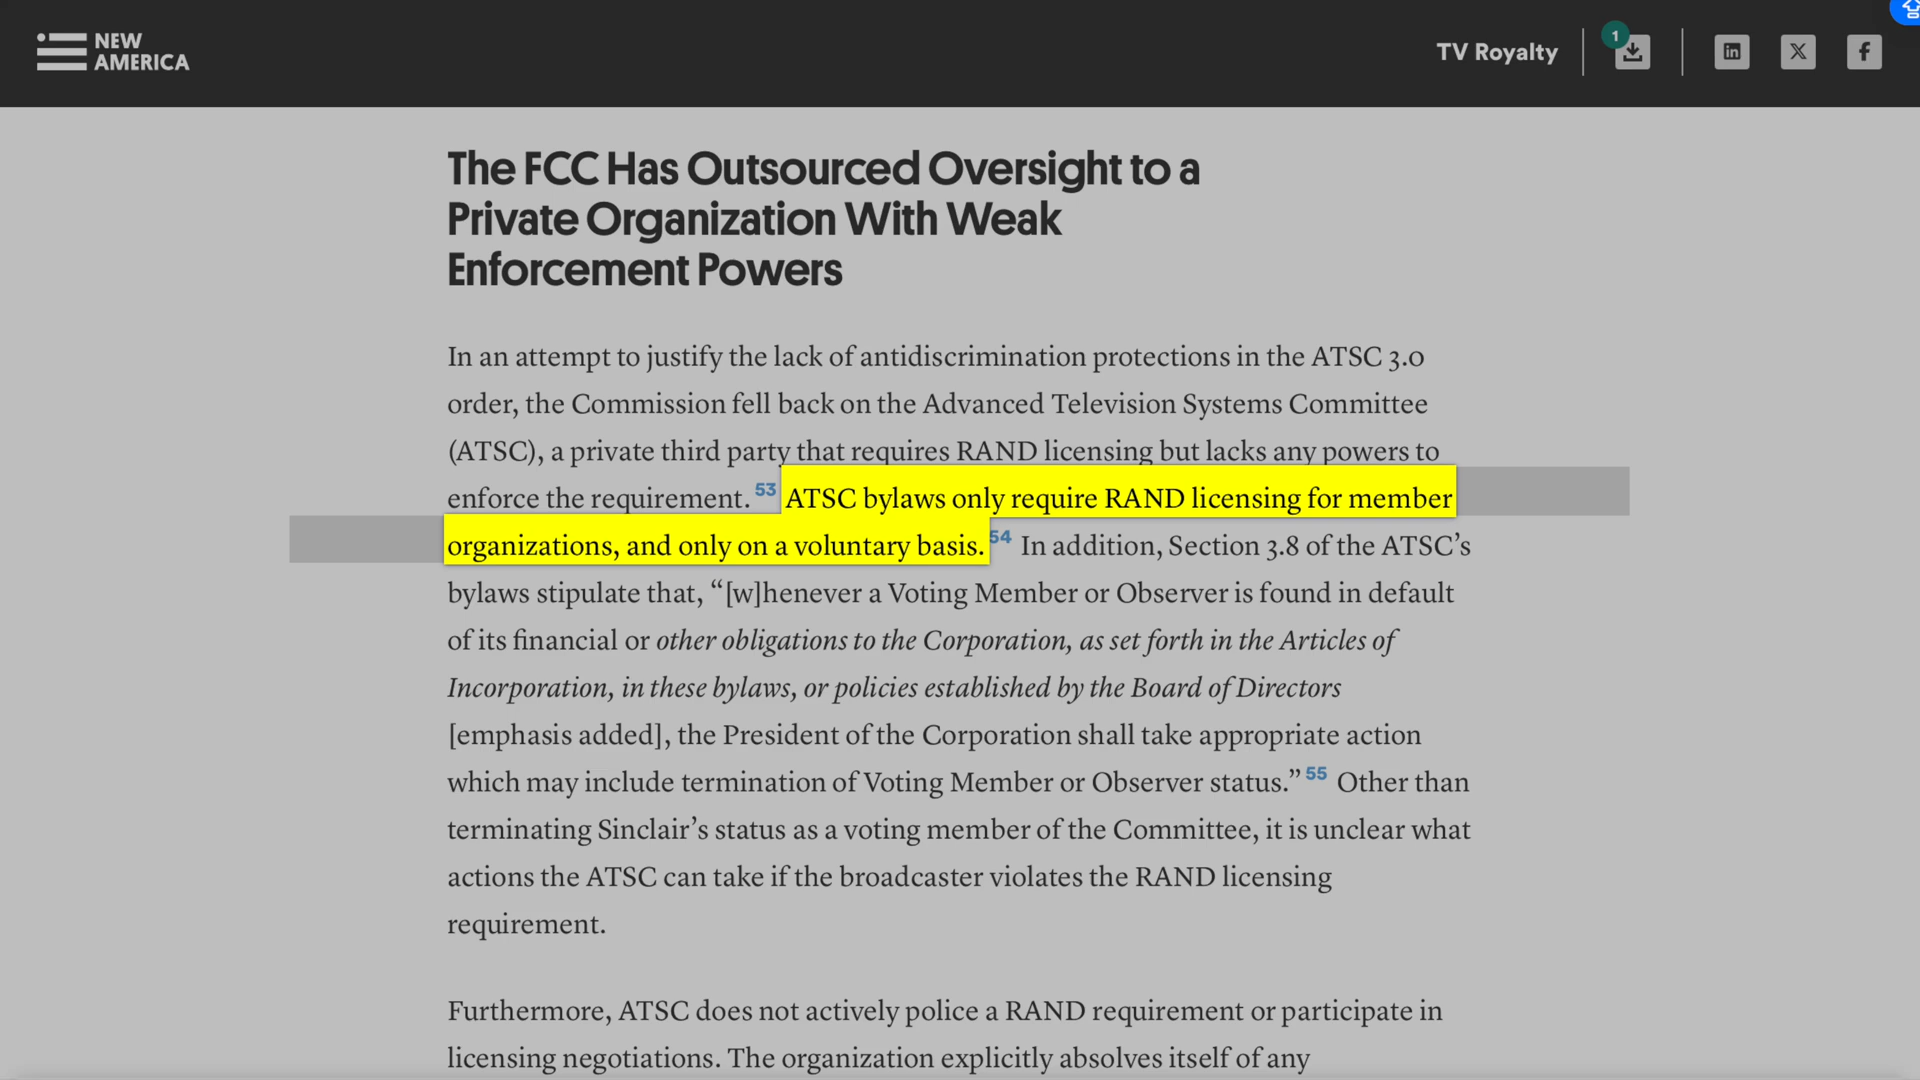 NEW
AMERICA
TV Royalty
1
The FCC Has Outsourced Oversight to a
Private Organization With Weak
Enforcement Powers
In an attempt to justify the lack of antidiscrimination protections in the ATSC 3.0
order, the Commission fell back on the Advanced Television Systems Committee
(ATSC), a private third party that requires RAND licensing but lacks any powers to
enforce the requirement. 53 ATSC bylaws only require RAND licensing for member
organizations, and only on a voluntary basis. 54 In addition, Section 3.8 of the ATSC’s
bylaws stipulate that, “[w]henever a Voting Member or Observer is found in default
of its financial or other obligations to the Corporation, as set forth in the Articles of
Incorporation, in these bylaws, or policies established by the Board of Directors
[emphasis added], the President of the Corporation shall take appropriate action
which may include termination of Voting Member or Observer status.” 55 Other than
terminating Sinclair’s status as a voting member of the Committee, it is unclear what
actions the ATSC can take if the broadcaster violates the RAND licensing
requirement.
Furthermore, ATSC does not actively police a RAND requirement or participate in
licensing negotiations. The organization explicitly absolves itself of any